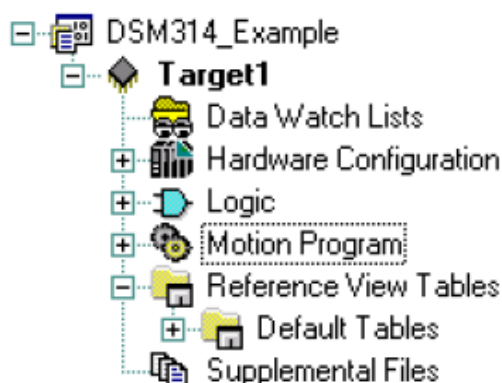 DSM314_Example
Target1
Data Watch Lists
Hardware Configuration
Logic
Motion Program
Reference View Tables
Default Tables
Supplemental Files